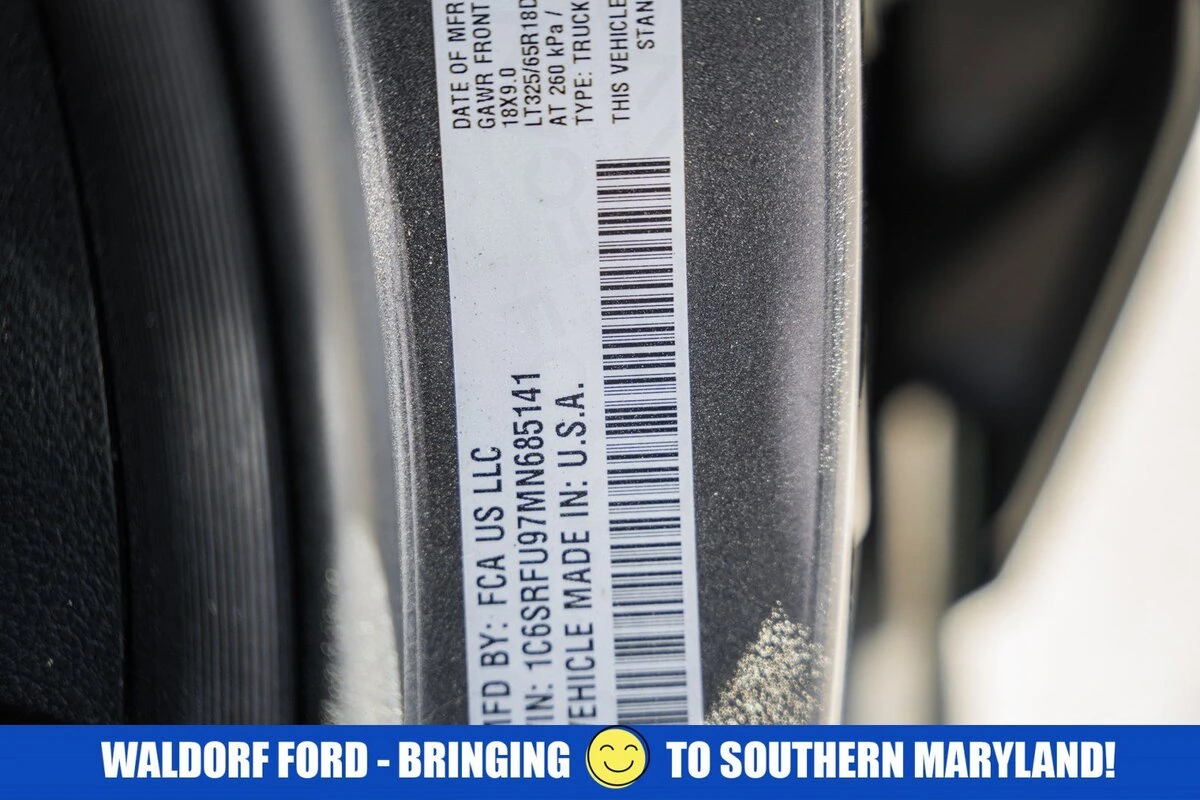 MFD BY: FCA US LLC
VIN: 1C6SRFU97MN685141
VEHICLE MADE IN: U.S.A.
DATE OF MFR
GAWR FRONT
18X9.0
LT325/65R18D
AT 260 kPa /
TYPE: TRUCK
THIS VEHICLE
STAN
WALDORF FORD - BRINGING TO SOUTHERN MARYLAND!